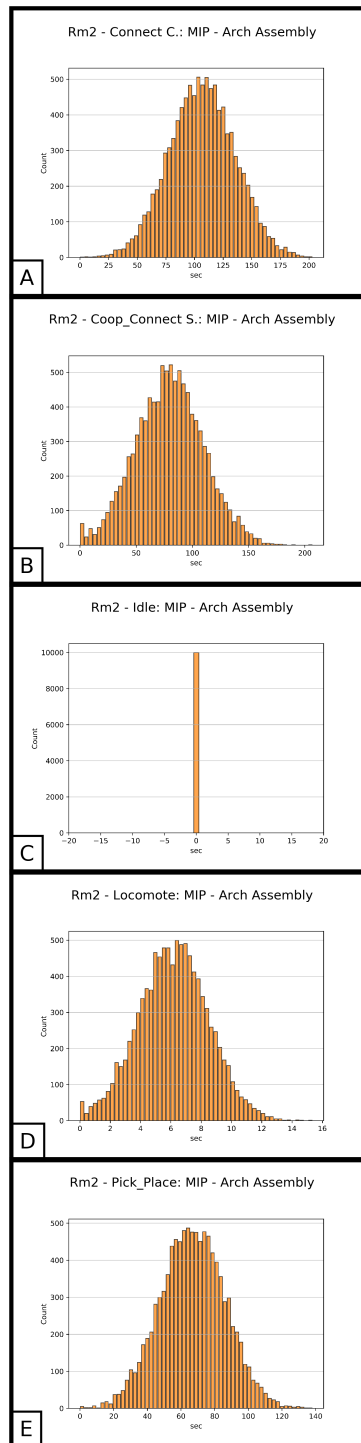 Rm2 - Connect C.: MIP - Arch Assembly
500
400
300
200
100
0
Count
0 25 50 75 100 125 150 175 200
sec
A
Rm2 - Coop_Connect S.: MIP - Arch Assembly
500
400
300
200
100
0
Count
0 50 100 150 200
sec
B
Rm2 - Idle: MIP - Arch Assembly
10000
8000
6000
4000
2000
0
Count
−20 −15 −10 −5 0 5 10 15 20
sec
C
Rm2 - Locomote: MIP - Arch Assembly
500
400
300
200
100
0
Count
0 2 4 6 8 10 12 14 16
sec
D
Rm2 - Pick_Place: MIP - Arch Assembly
500
400
300
200
100
0
Count
0 20 40 60 80 100 120 140
sec
E